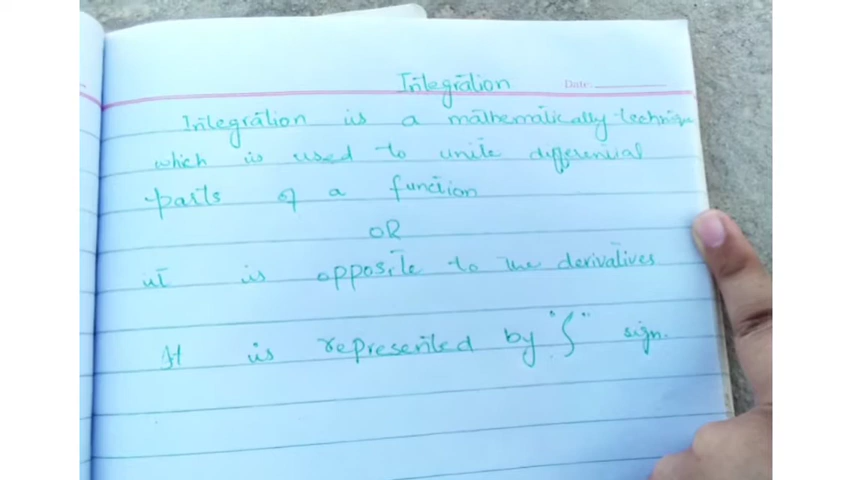 Integration
Date:
Integration is a mathematically technique
which is used to unite differential
parts of a function
OR
it is opposite to the derivatives
It is represented by "∫" sign.